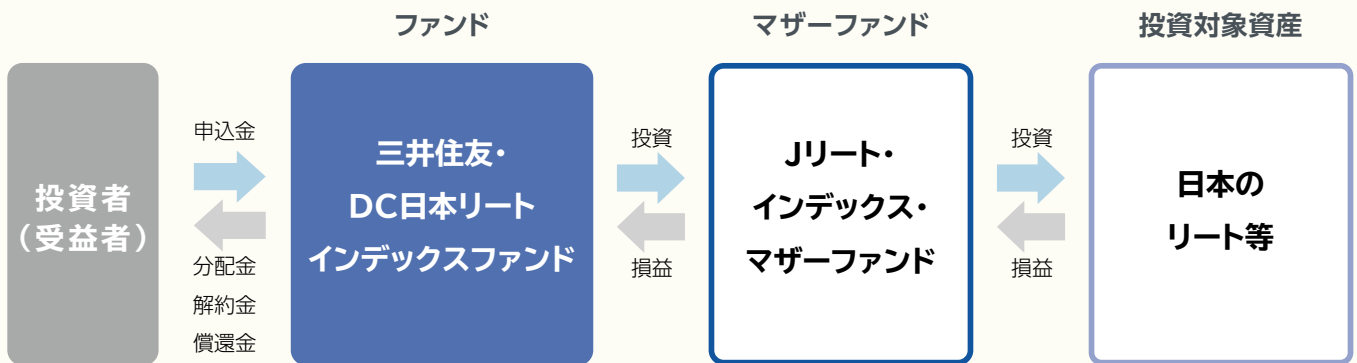 ファンド
マザーファンド
投資対象資産
投資者
（受益者）
申込金
分配金
解約金
償還金
三井住友・
DC日本リート
インデックスファンド
投資
損益
Jリート・
インデックス・
マザーファンド
投資
損益
日本の
リート等